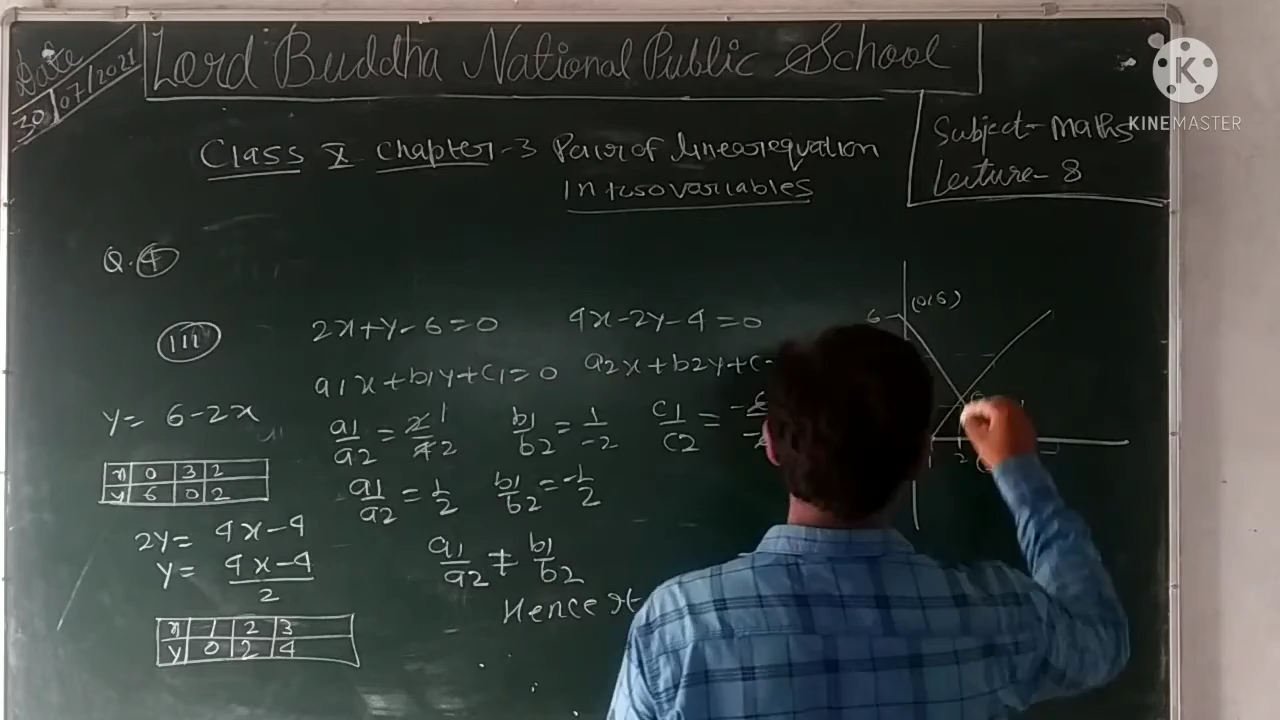 Date
30/07/2021
Lord Buddha National Public School
K
KINEMASTER
Subject- Maths
Lecture- 8
Class X Chapter-3 Pair of linear equation
In two variables
Q. 4
III
2x+y-6=0 4x-2y-4=0
a1x+b1y+c1=0 a2x+b2y+c
y= 6-2x
a1/a2 = 2/4 1/2 b1/b2 = 1/-2 c1/c2 = -6/
x 0 3 2
y 6 0 2
a1/a2 = 1/2 b1/b2 = -1/2
2y= 4x-4
y= 4x-4/2
a1/a2 ≠ b1/b2
Hence
x 1 2 3
y 0 2 4
6
2